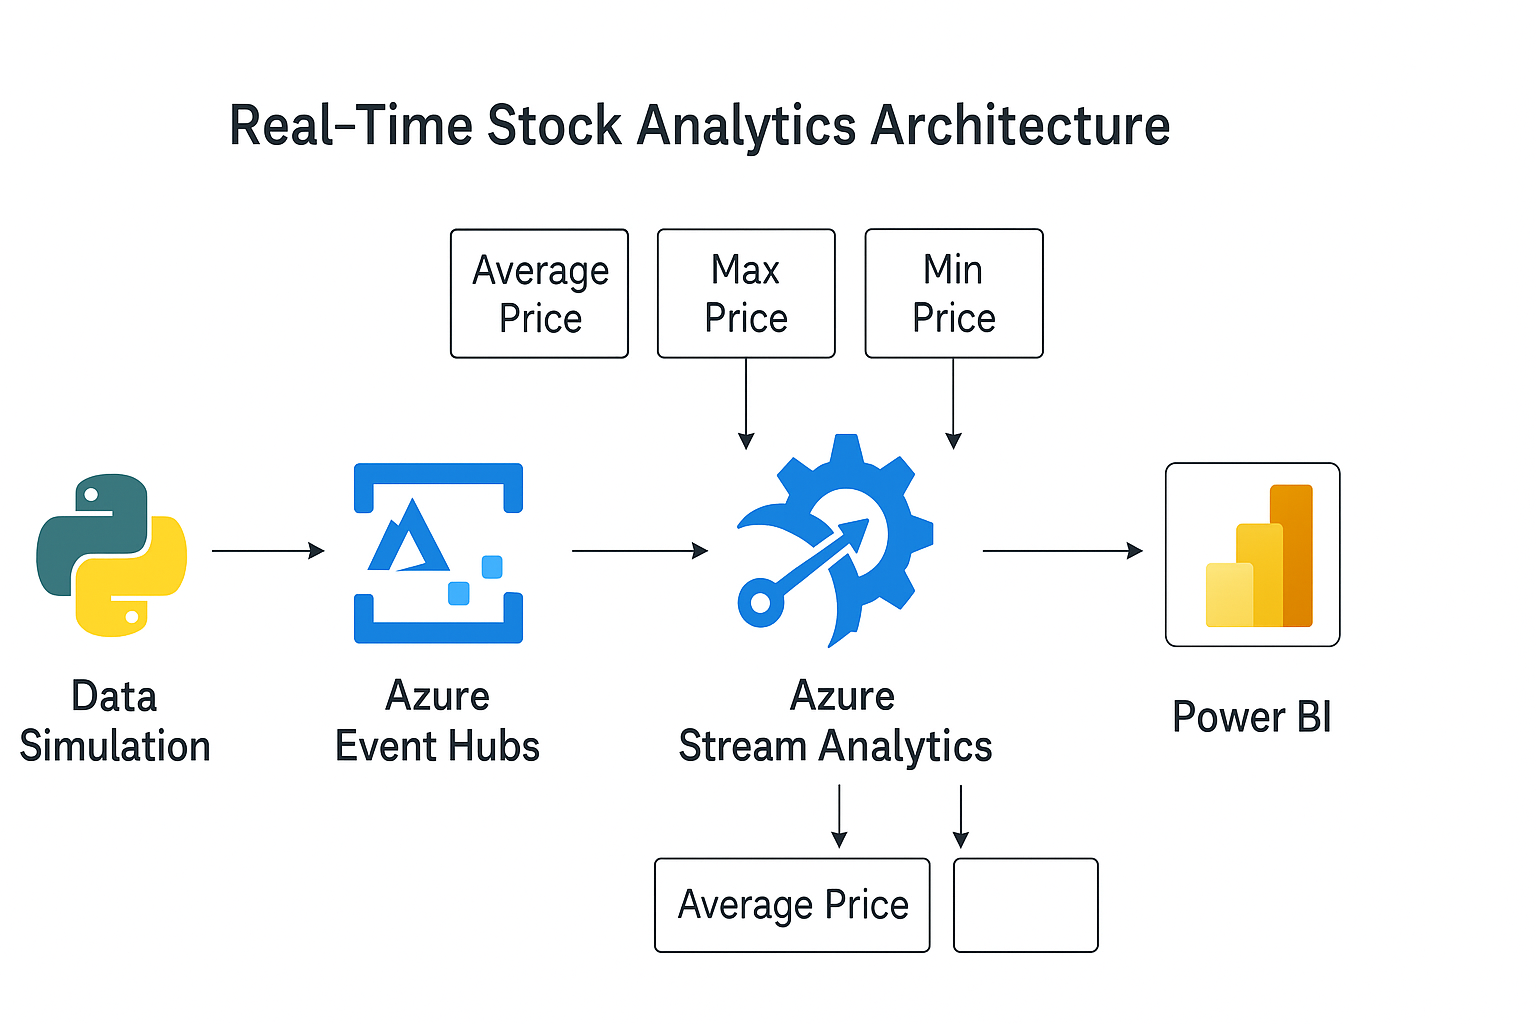 Real-Time Stock Analytics Architecture
Average
Price
Max
Price
Min
Price
Data
Simulation
Azure
Event Hubs
Azure
Stream Analytics
Power BI
Average Price